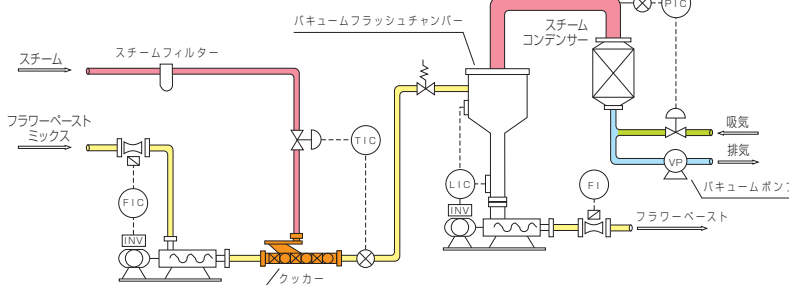 バキュームフラッシュチャンバー
PIC
スチーム
コンデンサー
スチーム
スチームフィルター
フラワーペースト
ミックス
TIC
吸気
排気
VP
バキュームポンプ
FIC
LIC
FI
INV
INV
フラワーペースト
クッカー